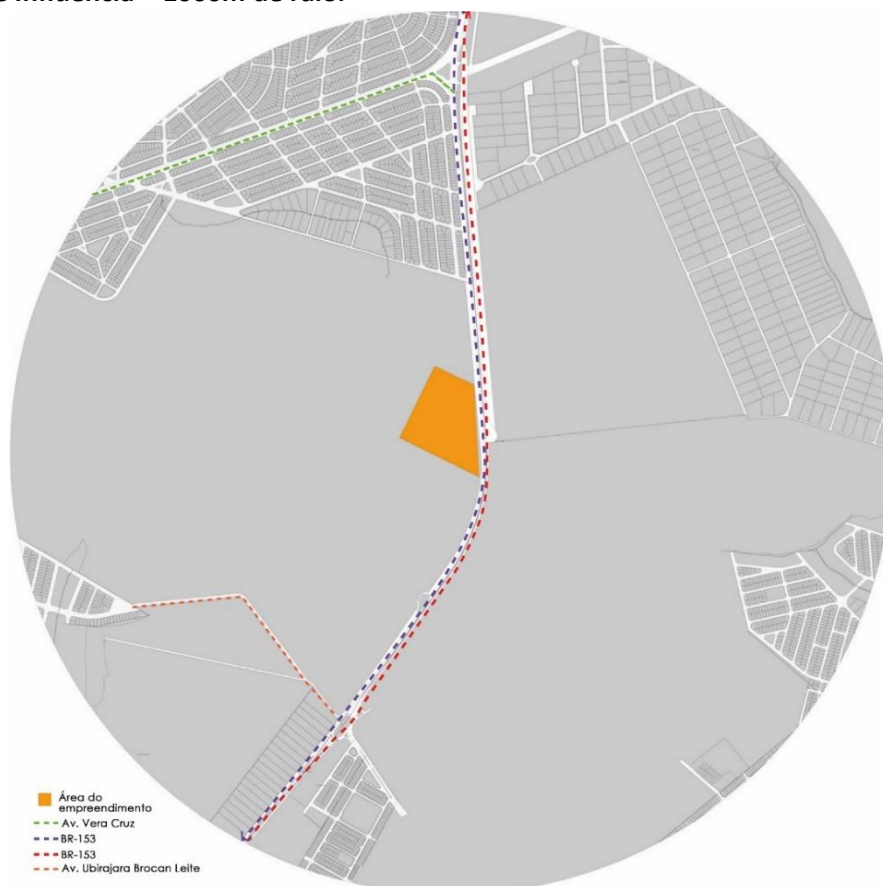 Área do
empreendimento
Av. Vera Cruz
BR-153
BR-153
Av. Ubirajara Brocan Leite